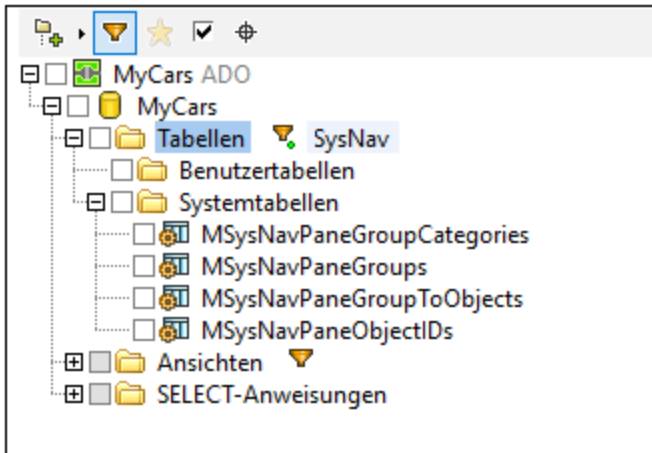 MyCars ADO
MyCars
Tabellen SysNav
Benutzertabellen
Systemtabellen
MSysNavPaneGroupCategories
MSysNavPaneGroups
MSysNavPaneGroupToObjects
MSysNavPaneObjectIDs
Ansichten
SELECT-Anweisungen